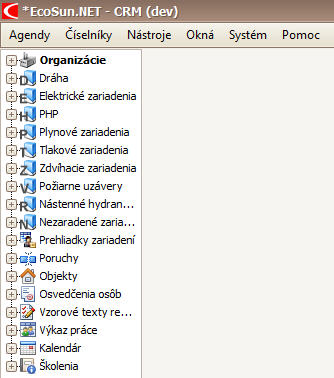 *EcoSun.NET - CRM (dev)
Agendy Číselníky Nástroje Okná Systém Pomoc
Organizácie
D Dráha
E Elektrické zariadenia
H PHP
P Plynové zariadenia
T Tlakové zariadenia
Z Zdvíhacie zariadenia
V Požiarne uzávery
R Nástenné hydran...
N Nezaradené zaria...
Prehliadky zariadení
Poruchy
Objekty
Osvedčenia osôb
Vzorové texty re...
Výkaz práce
Kalendár
Školenia